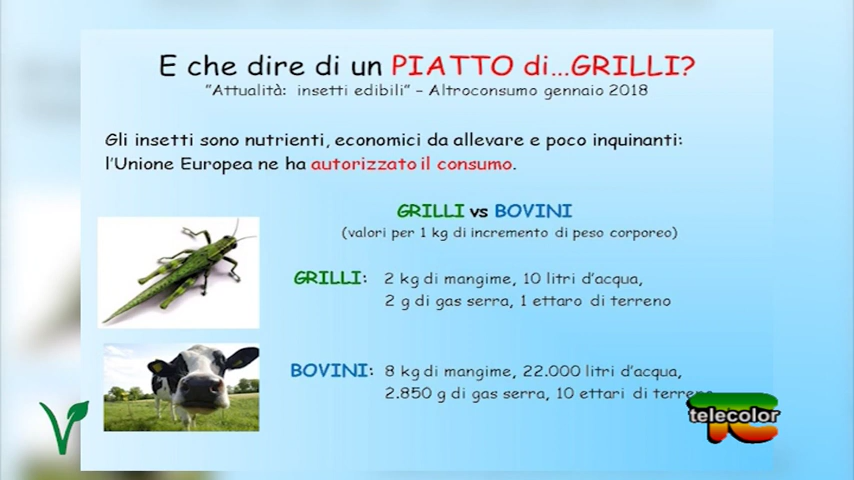 E che dire di un PIATTO di...GRILLI?
"Attualità: insetti edibili" – Altroconsumo gennaio 2018
Gli insetti sono nutrienti, economici da allevare e poco inquinanti:
l'Unione Europea ne ha autorizzato il consumo.
GRILLI vs BOVINI
(valori per 1 kg di incremento di peso corporeo)
GRILLI: 2 kg di mangime, 10 litri d'acqua,
2 g di gas serra, 1 ettaro di terreno
BOVINI: 8 kg di mangime, 22.000 litri d'acqua,
2.850 g di gas serra, 10 ettari di terreno
telecolor